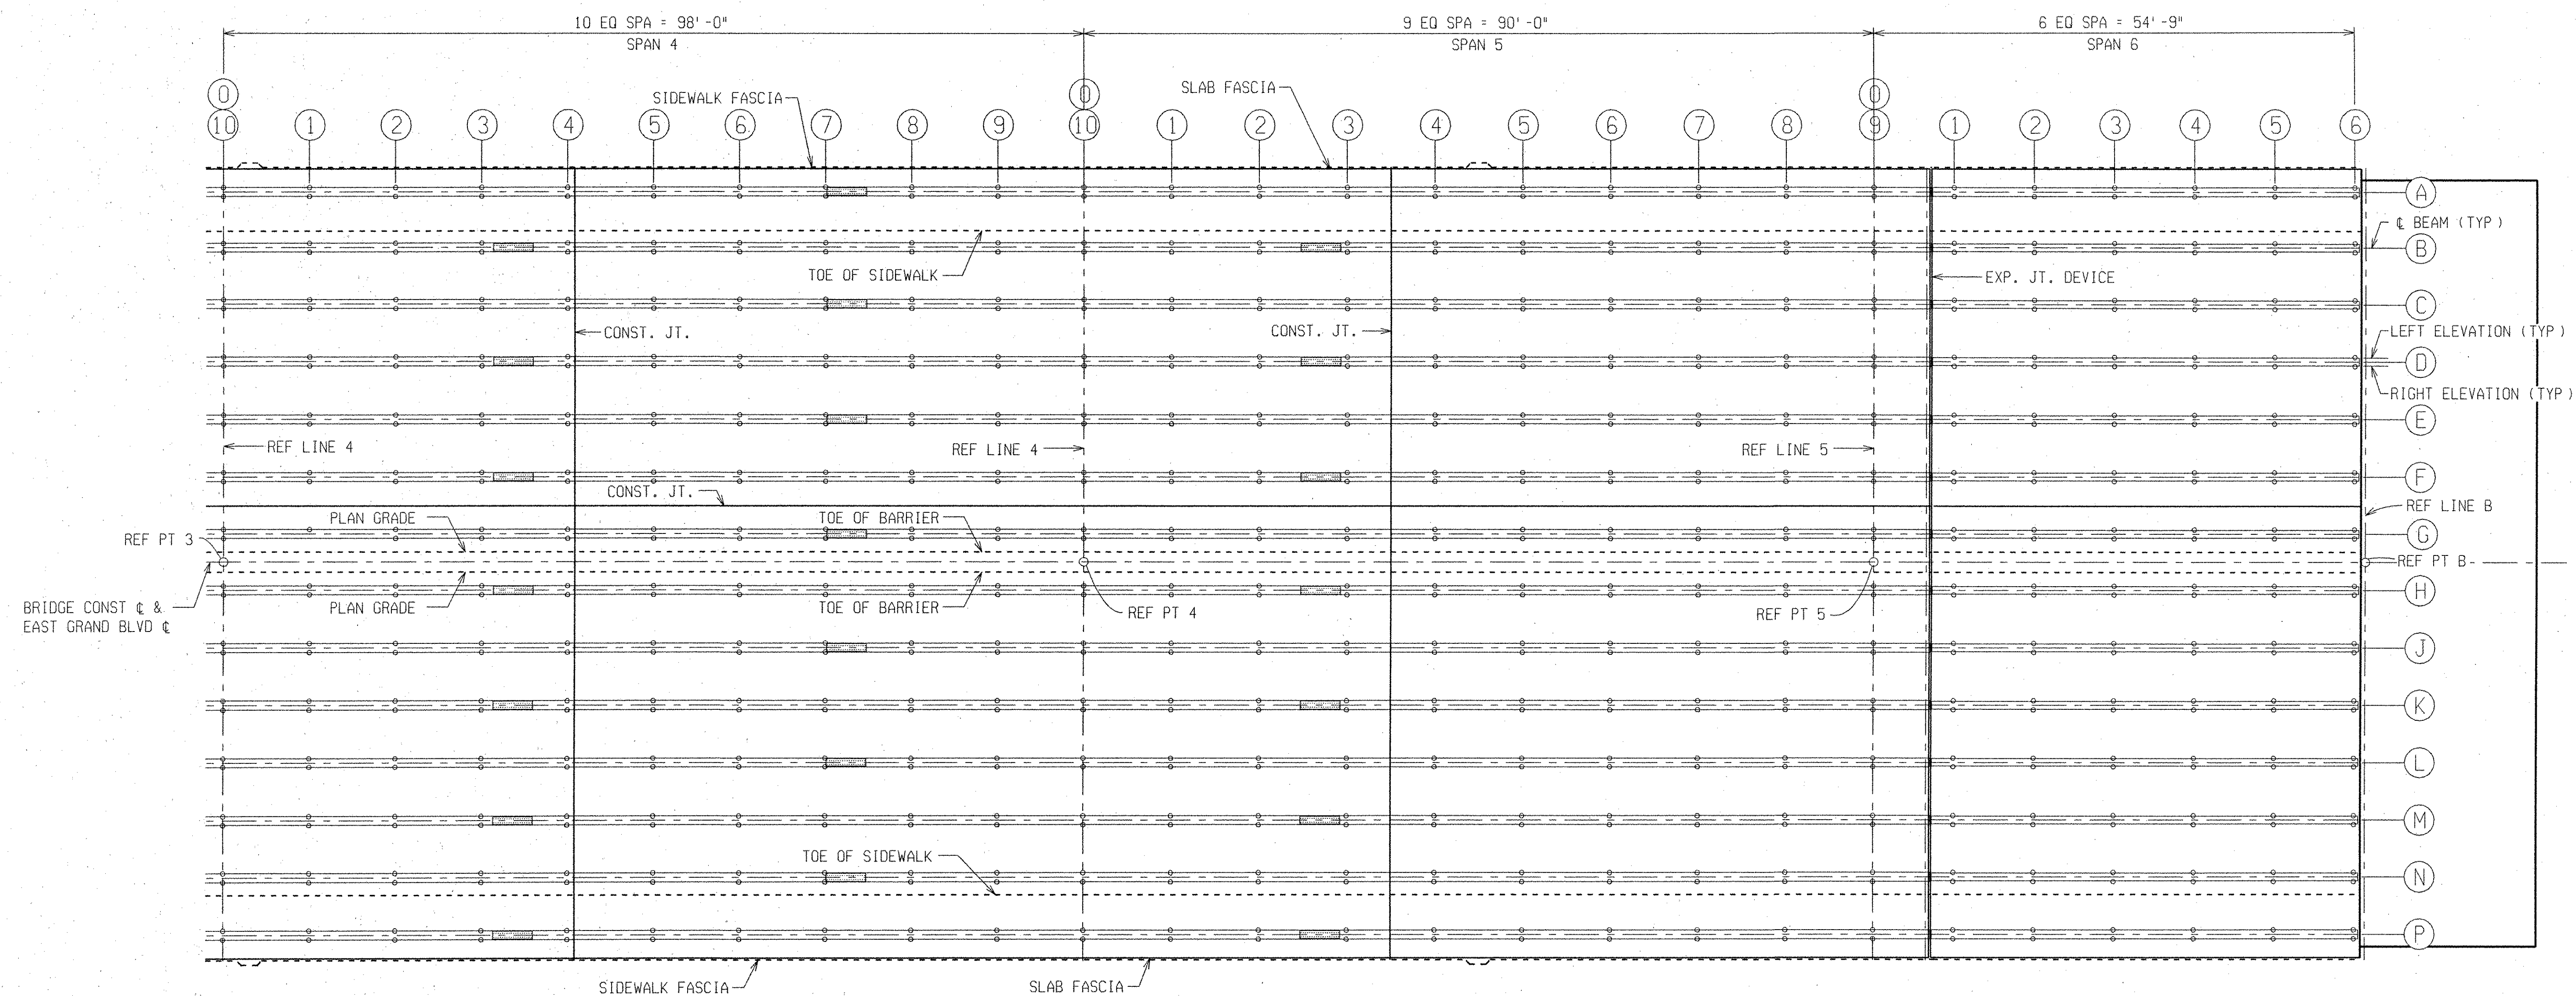 10 EQ SPA = 98'-0"
SPAN 4
9 EQ SPA = 90'-0"
SPAN 5
6 EQ SPA = 54'-9"
SPAN 6
0
0
0
SIDEWALK FASCIA
SLAB FASCIA
10 1 2 3 4 5 6 7 8 9 10 1 2 3 4 5 6 7 8 9 1 2 3 4 5 6
A
℄ BEAM (TYP)
B
TOE OF SIDEWALK
EXP. JT. DEVICE
C
CONST. JT.
CONST. JT.
LEFT ELEVATION (TYP)
D
RIGHT ELEVATION (TYP)
E
REF LINE 4
REF LINE 4
REF LINE 5
F
CONST. JT.
REF LINE B
PLAN GRADE
TOE OF BARRIER
G
REF PT 3
REF PT B
H
BRIDGE CONST ℄ &
EAST GRAND BLVD ℄
PLAN GRADE
TOE OF BARRIER
REF PT 4
REF PT 5
J
K
L
M
TOE OF SIDEWALK
N
P
SIDEWALK FASCIA
SLAB FASCIA